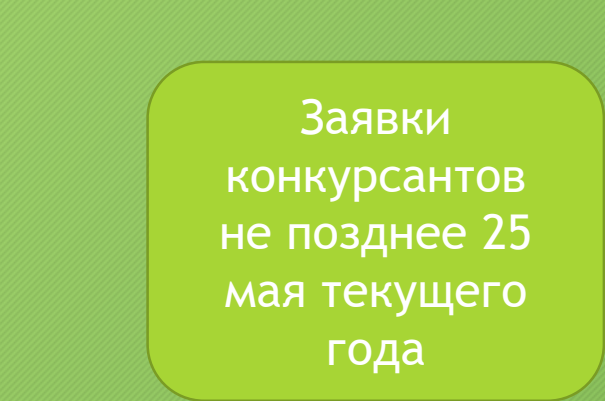 Заявки
конкурсантов
не позднее 25
мая текущего
года